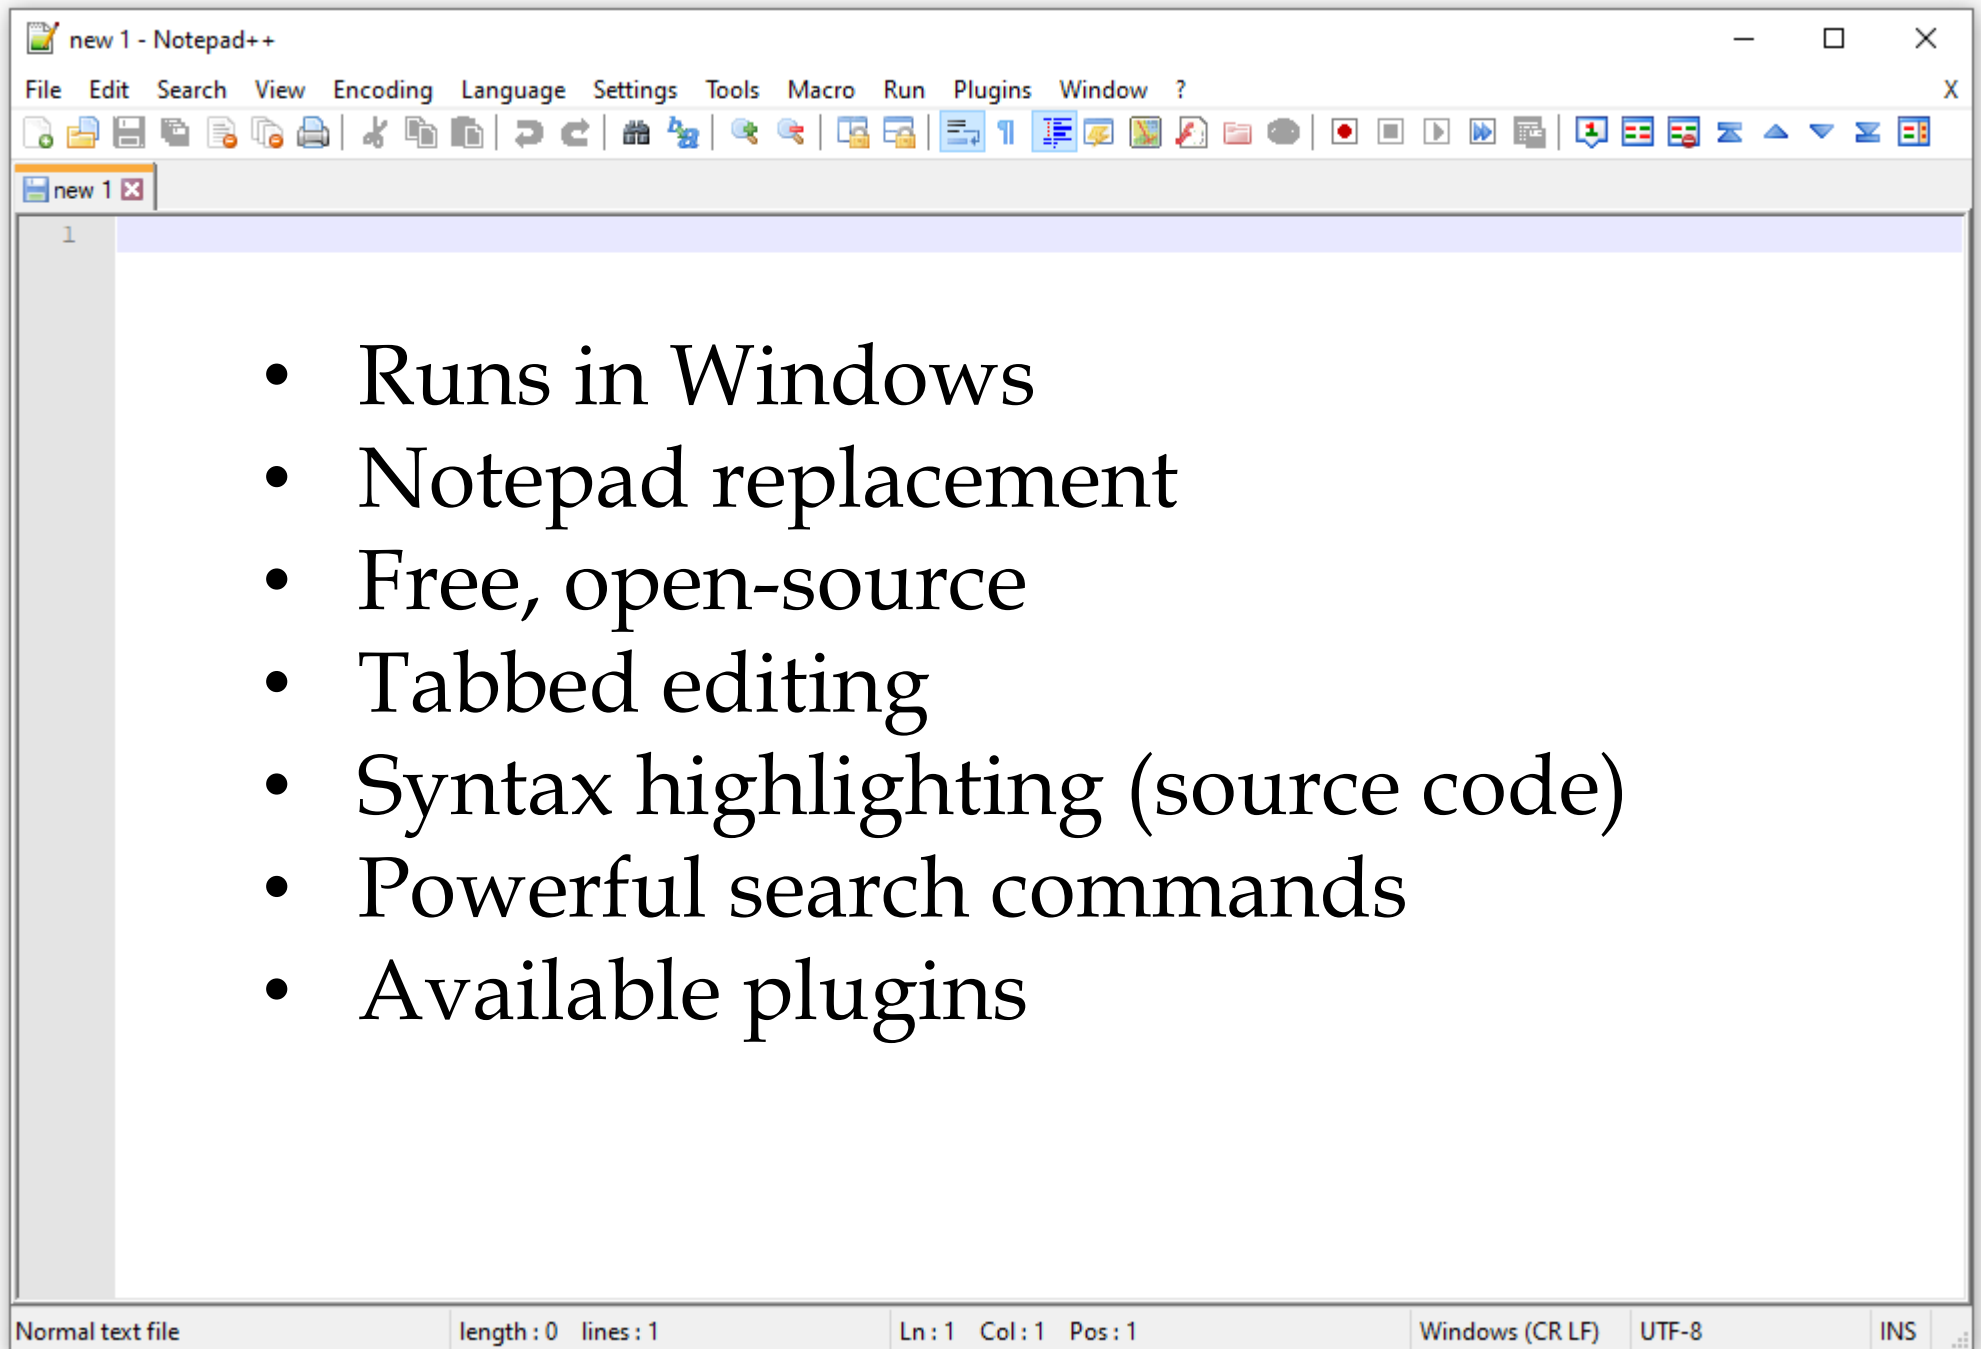 new 1 - Notepad++
File Edit Search View Encoding Language Settings Tools Macro Run Plugins Window ? X
new 1
1
• Runs in Windows
• Notepad replacement
• Free, open-source
• Tabbed editing
• Syntax highlighting (source code)
• Powerful search commands
• Available plugins
Normal text file length : 0 lines : 1 Ln : 1 Col : 1 Pos : 1 Windows (CR LF) UTF-8 INS